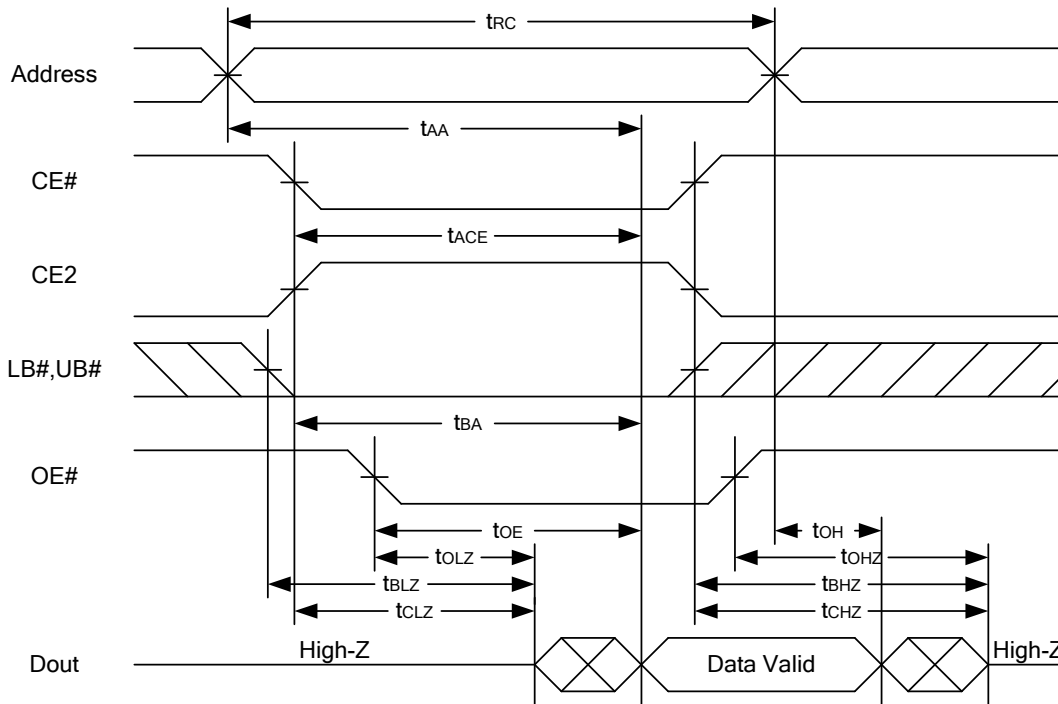 tRC
Address
tAA
CE#
tACE
CE2
LB#,UB#
tBA
OE#
tOE
tOH
tOLZ
tOHZ
tBLZ
tBHZ
tCLZ
tCHZ
Dout
High-Z
Data Valid
High-Z